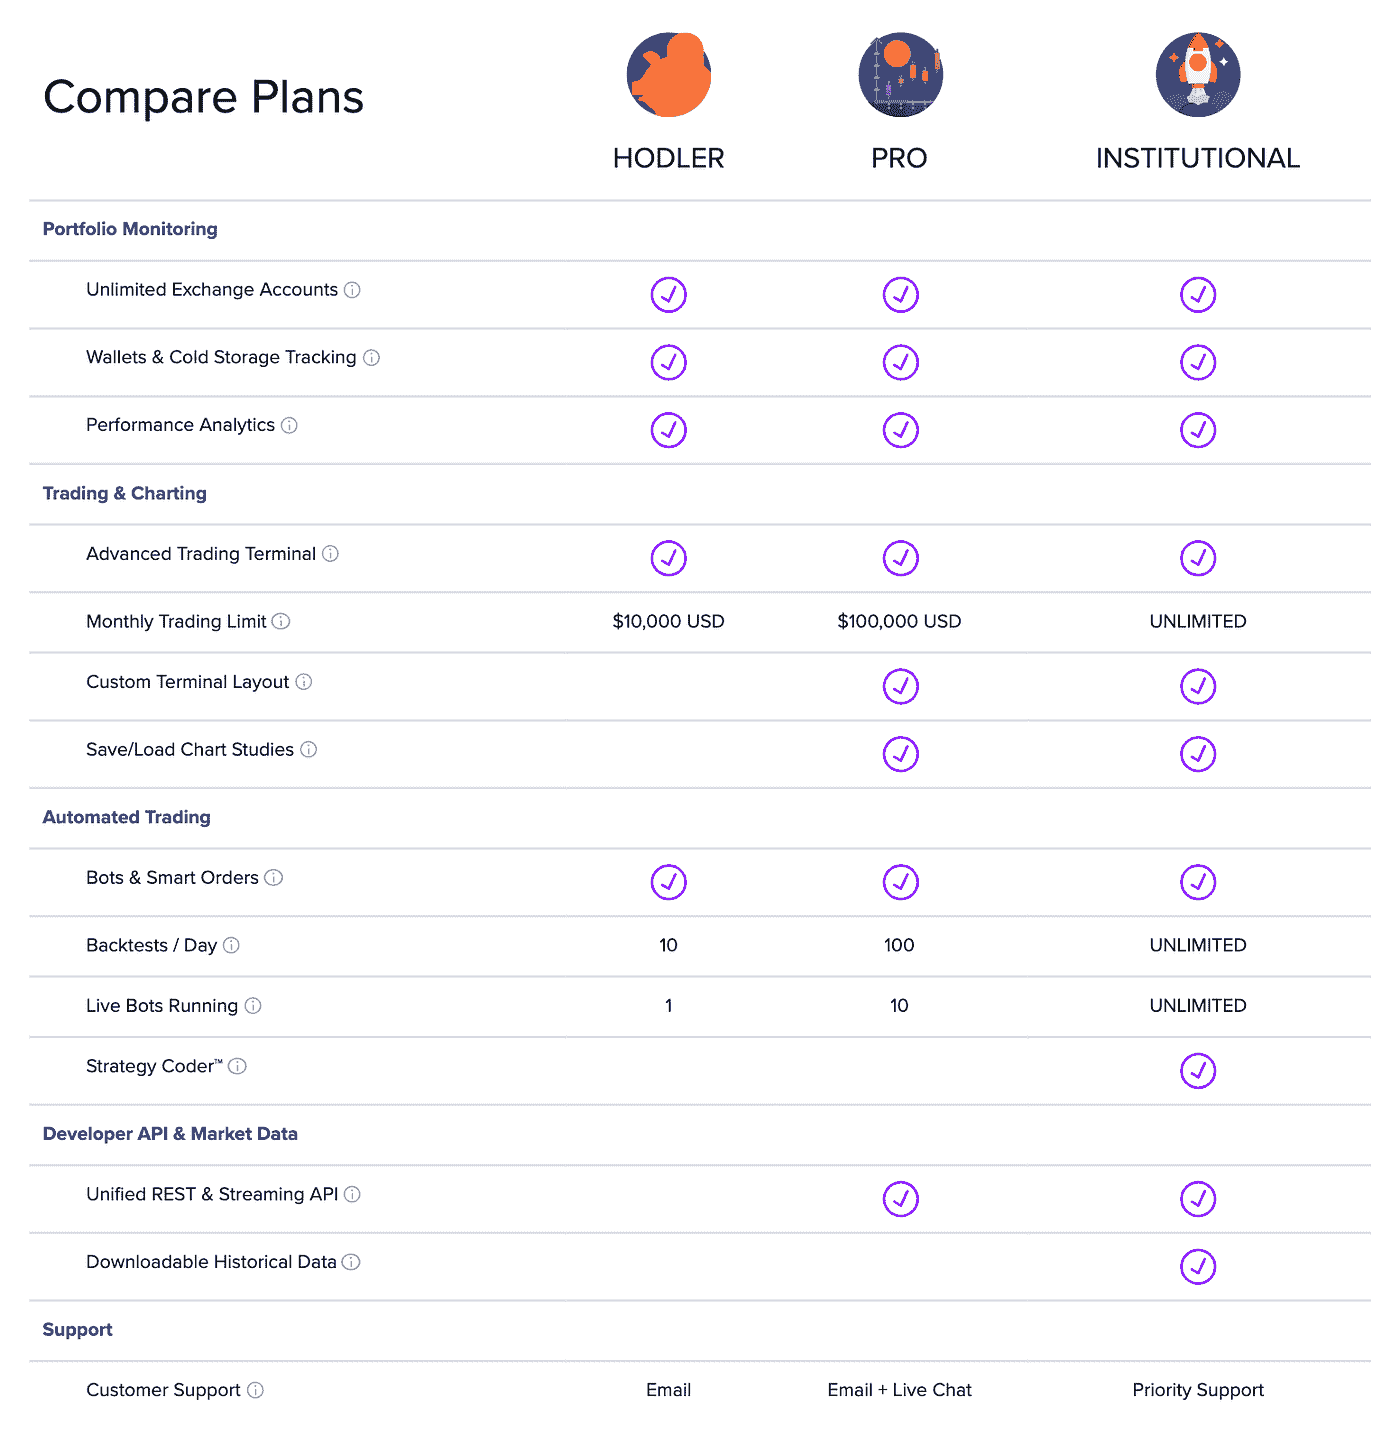 Compare Plans
HODLER PRO INSTITUTIONAL
Portfolio Monitoring
Unlimited Exchange Accounts
Wallets & Cold Storage Tracking
Performance Analytics
Trading & Charting
Advanced Trading Terminal
Monthly Trading Limit $10,000 USD $100,000 USD UNLIMITED
Custom Terminal Layout
Save/Load Chart Studies
Automated Trading
Bots & Smart Orders
Backtests / Day 10 100 UNLIMITED
Live Bots Running 1 10 UNLIMITED
Strategy Coder™
Developer API & Market Data
Unified REST & Streaming API
Downloadable Historical Data
Support
Customer Support Email Email + Live Chat Priority Support